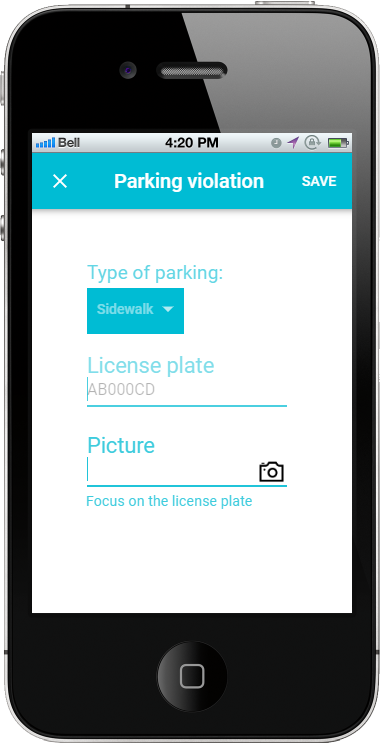 Bell 4:20 PM
Parking violation SAVE
Type of parking:
Sidewalk
License plate
AB000CD
Picture
Focus on the license plate